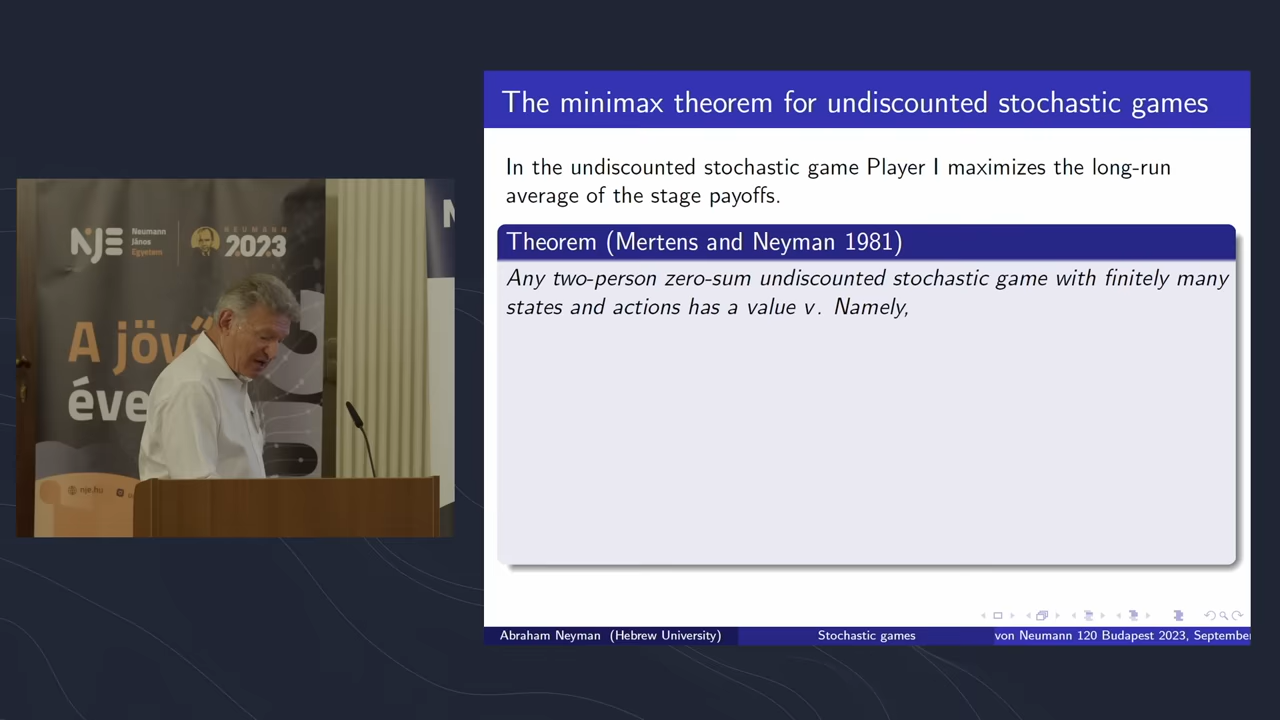 NJE
Neumann
János
Egyetem
NEUMANN
2023
A jövő
éve
nje.hu
N
The minimax theorem for undiscounted stochastic games
In the undiscounted stochastic game Player I maximizes the long-run
average of the stage payoffs.
Theorem (Mertens and Neyman 1981)
Any two-person zero-sum undiscounted stochastic game with finitely many
states and actions has a value v. Namely,
Abraham Neyman (Hebrew University)
Stochastic games
von Neumann 120 Budapest 2023, September